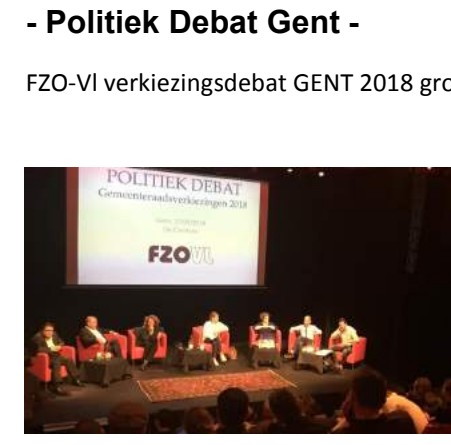 - Politiek Debat Gent -
FZO-Vl verkiezingsdebat GENT 2018 gro
POLITIEK DEBAT
Gemeenteraadsverkiezingen 2018
FZOVL